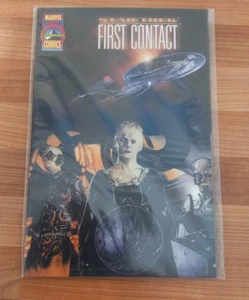 MARVEL
COMICS
STAR TREK
FIRST CONTACT